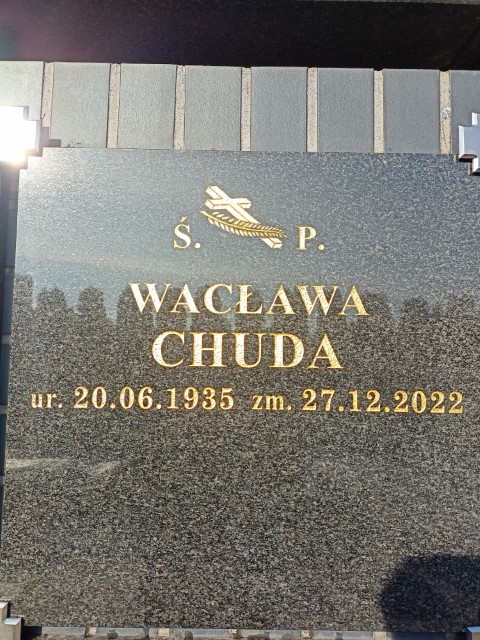 Ś. P.
WACŁAWA
CHUDA
ur. 20.06.1935 zm. 27.12.2022